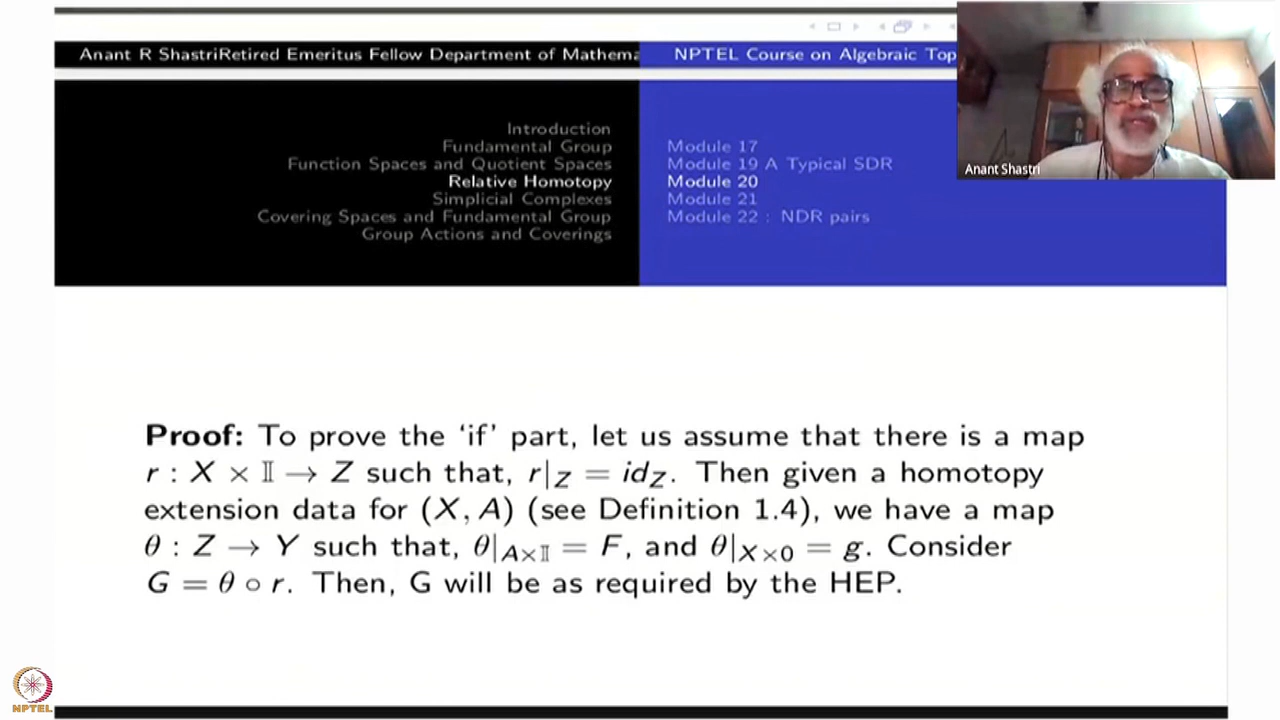 Anant R ShastriRetired Emeritus Fellow Department of Mathema
NPTEL Course on Algebraic Top
Introduction
Fundamental Group
Function Spaces and Quotient Spaces
Relative Homotopy
Simplicial Complexes
Covering Spaces and Fundamental Group
Group Actions and Coverings
Module 17
Module 19 A Typical SDR
Module 20
Module 21
Module 22 : NDR pairs
Anant Shastri
Proof: To prove the ‘if’ part, let us assume that there is a map
r : X × 𝕀 → Z such that, r|_Z = id_Z. Then given a homotopy
extension data for (X, A) (see Definition 1.4), we have a map
θ : Z → Y such that, θ|_{A×𝕀} = F, and θ|_{X×0} = g. Consider
G = θ ∘ r. Then, G will be as required by the HEP.
NPTEL